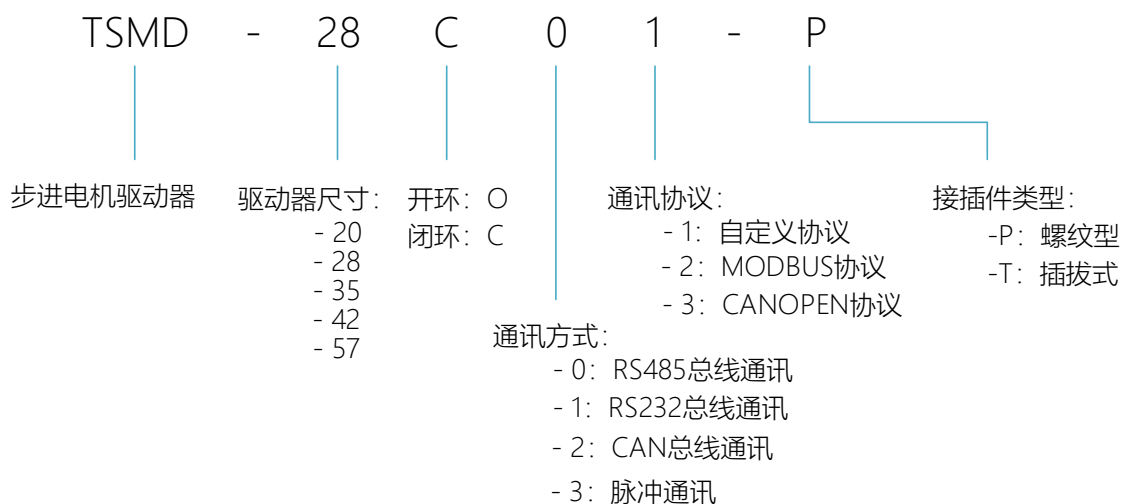 TSMD - 28 C 0 1 - P
步进电机驱动器
驱动器尺寸：
- 20
- 28
- 35
- 42
- 57
开环：O
闭环：C
通讯方式：
- 0：RS485总线通讯
- 1：RS232总线通讯
- 2：CAN总线通讯
- 3：脉冲通讯
通讯协议：
- 1：自定义协议
- 2：MODBUS协议
- 3：CANOPEN协议
接插件类型：
-P：螺纹型
-T：插拔式